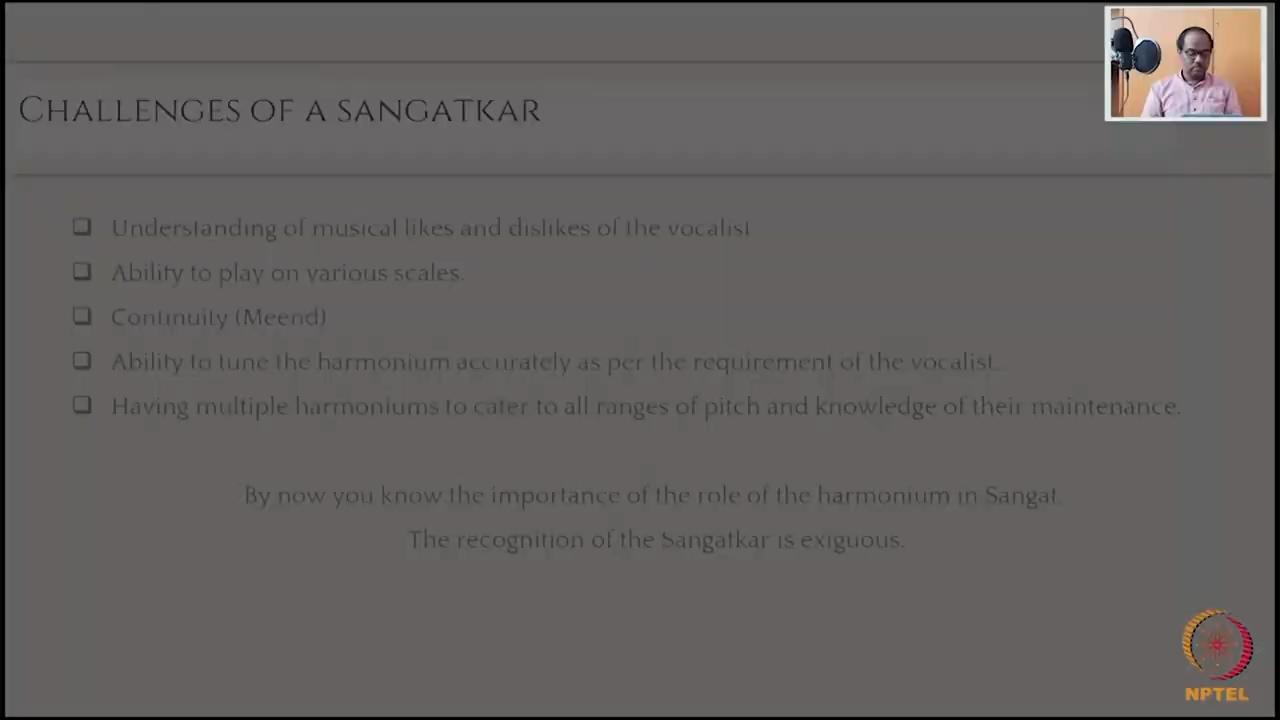 CHALLENGES OF A SANGATKAR
Understanding of musical likes and dislikes of the vocalist
Ability to play on various scales.
Continuity (Meend)
Ability to tune the harmonium accurately as per the requirement of the vocalist.
Having multiple harmoniums to cater to all ranges of pitch and knowledge of their maintenance.
By now you know the importance of the role of the harmonium in Sangat.
The recognition of the Sangatkar is exiguous.
NPTEL